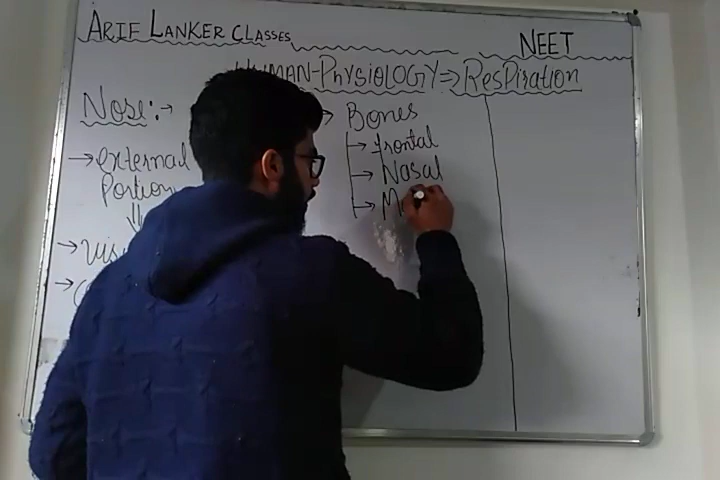 ARIF LANKER CLASSES
NEET
HUMAN-PHYSIOLOGY⇒ResPiration
Nose:→
→external
Portion
⇓
→ Bones
→ frontal
→ Nasal